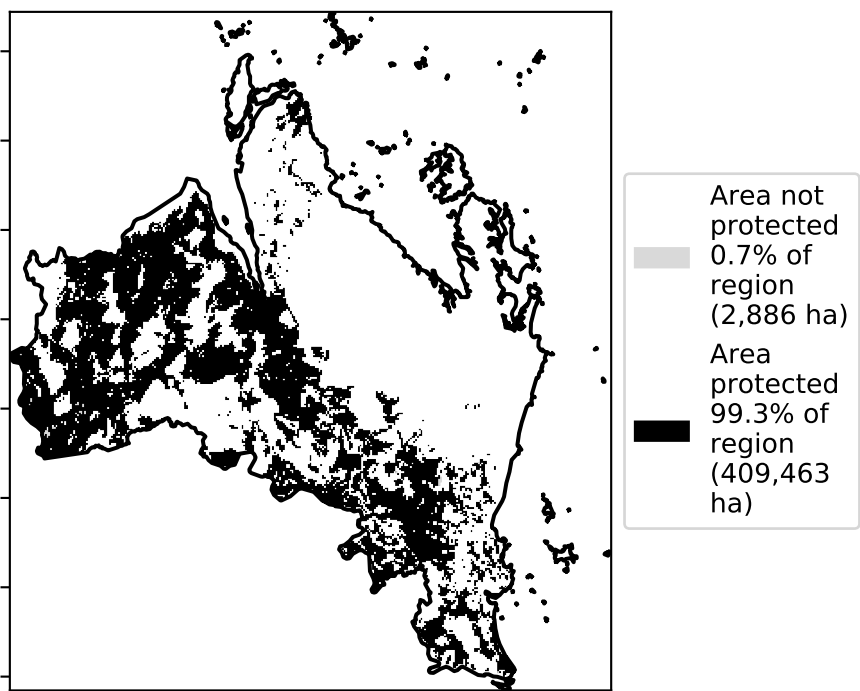 Area not
protected
0.7% of
region
(2,886 ha)
Area
protected
99.3% of
region
(409,463
ha)